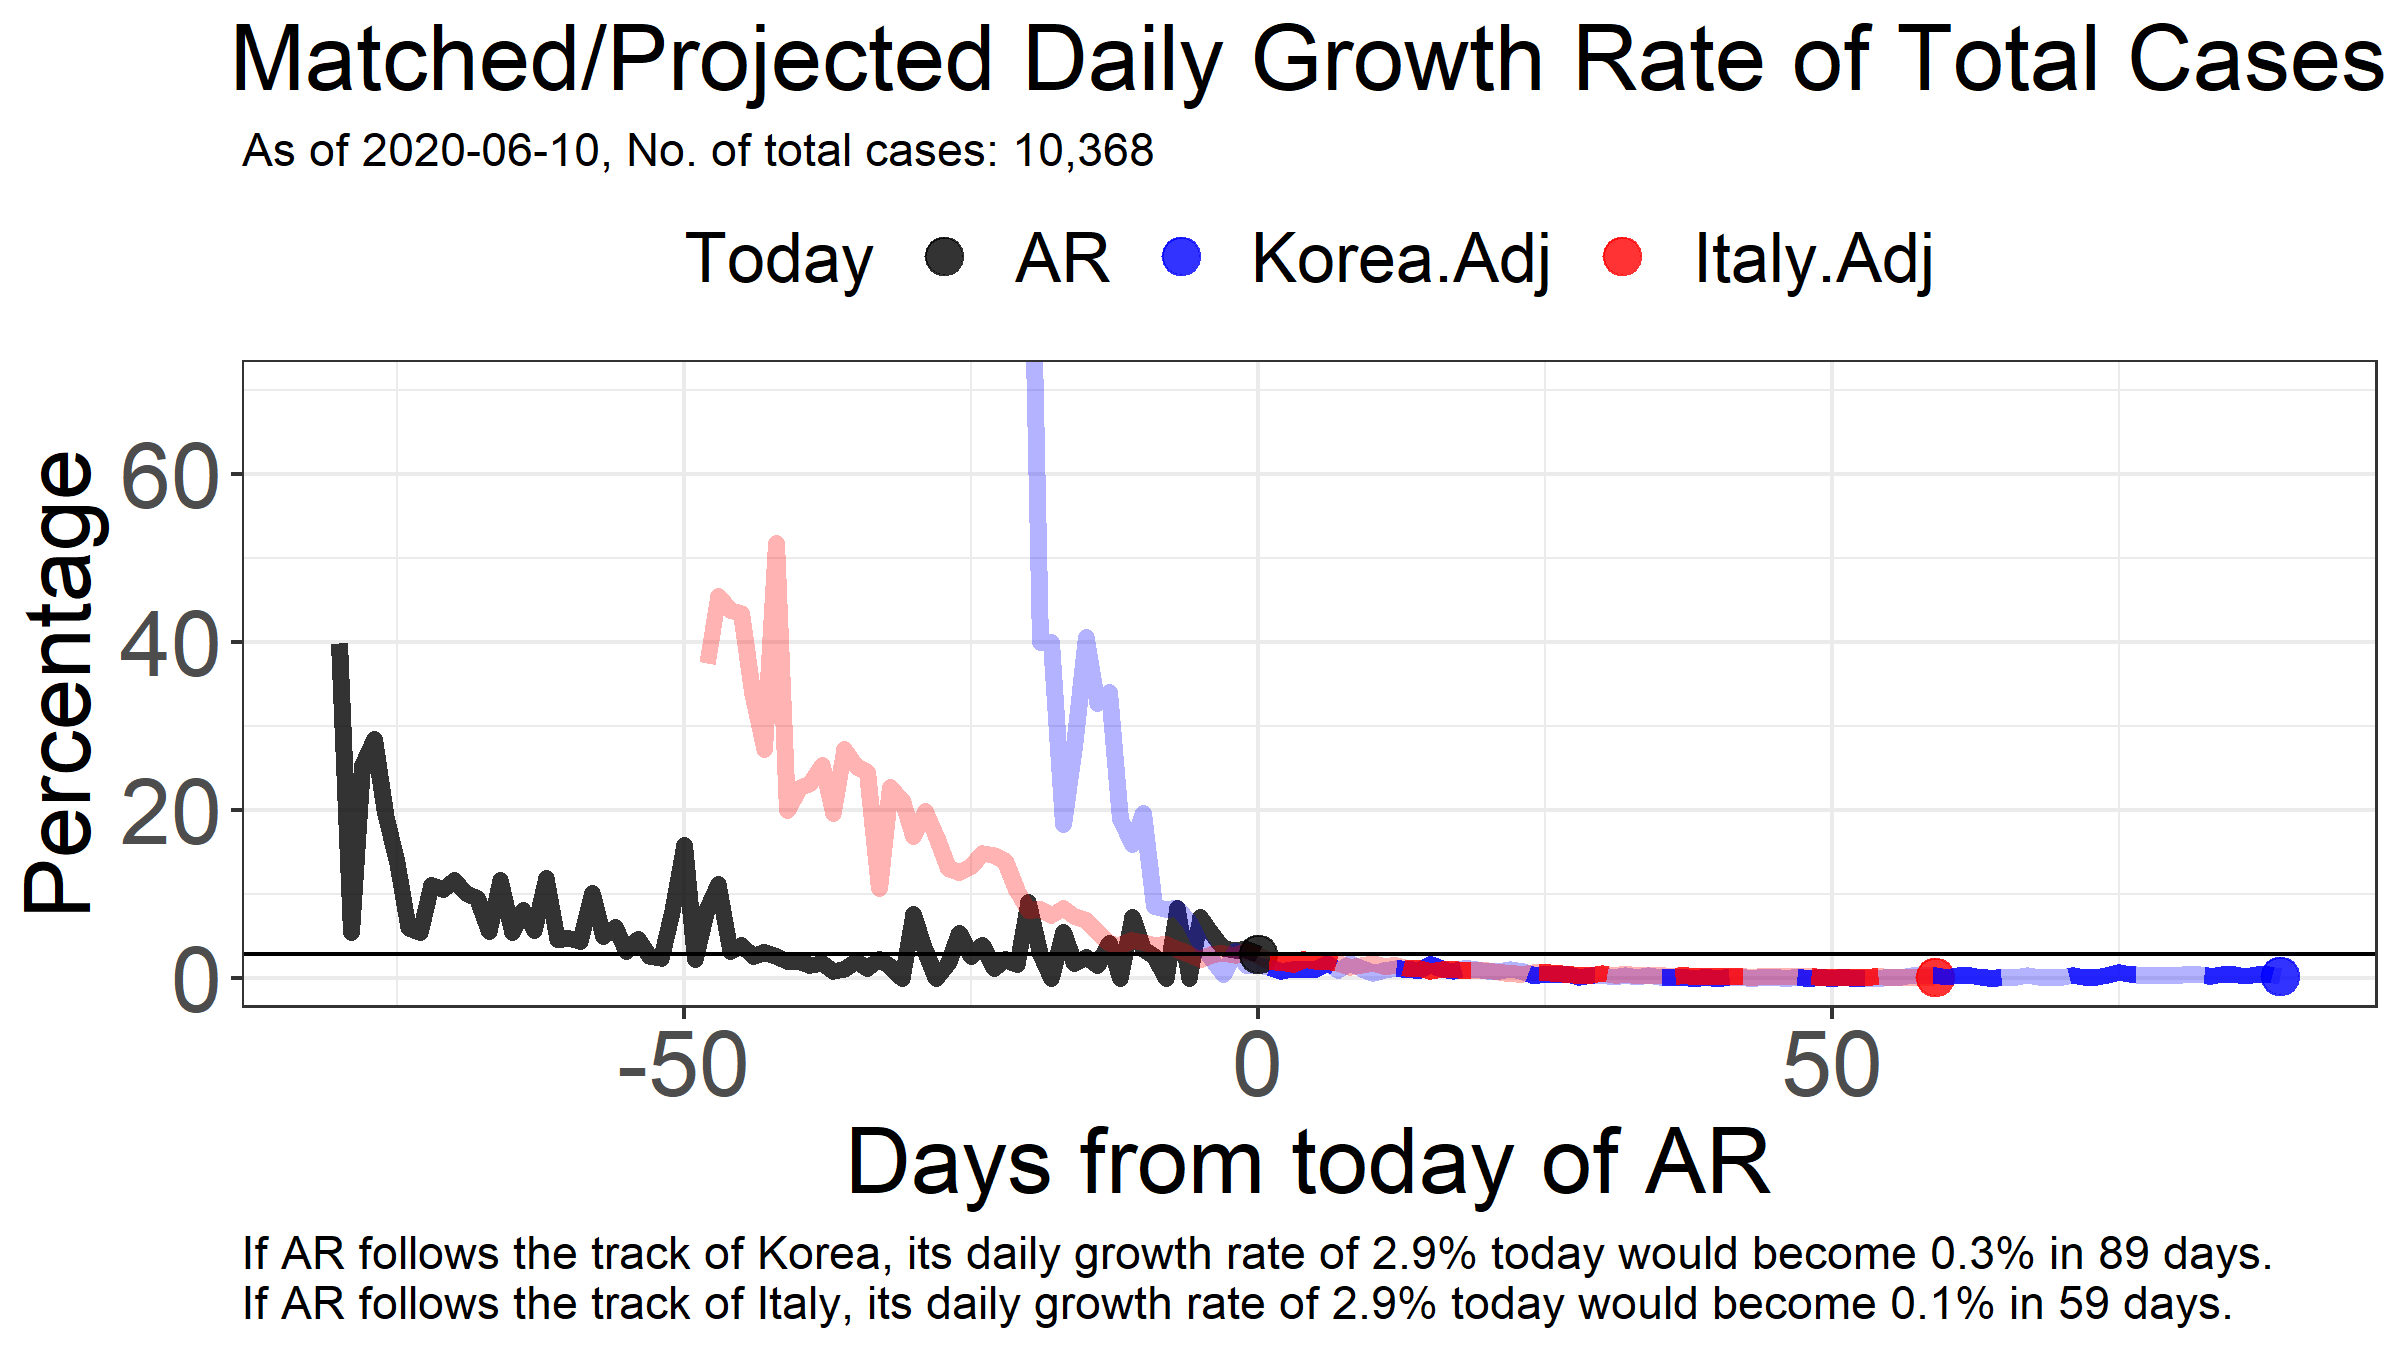 Matched/Projected Daily Growth Rate of Total Cases
As of 2020-06-10, No. of total cases: 10,368
Today AR Korea.Adj Italy.Adj
Percentage
60
40
20
0
-50 0 50
Days from today of AR
If AR follows the track of Korea, its daily growth rate of 2.9% today would become 0.3% in 89 days.
If AR follows the track of Italy, its daily growth rate of 2.9% today would become 0.1% in 59 days.